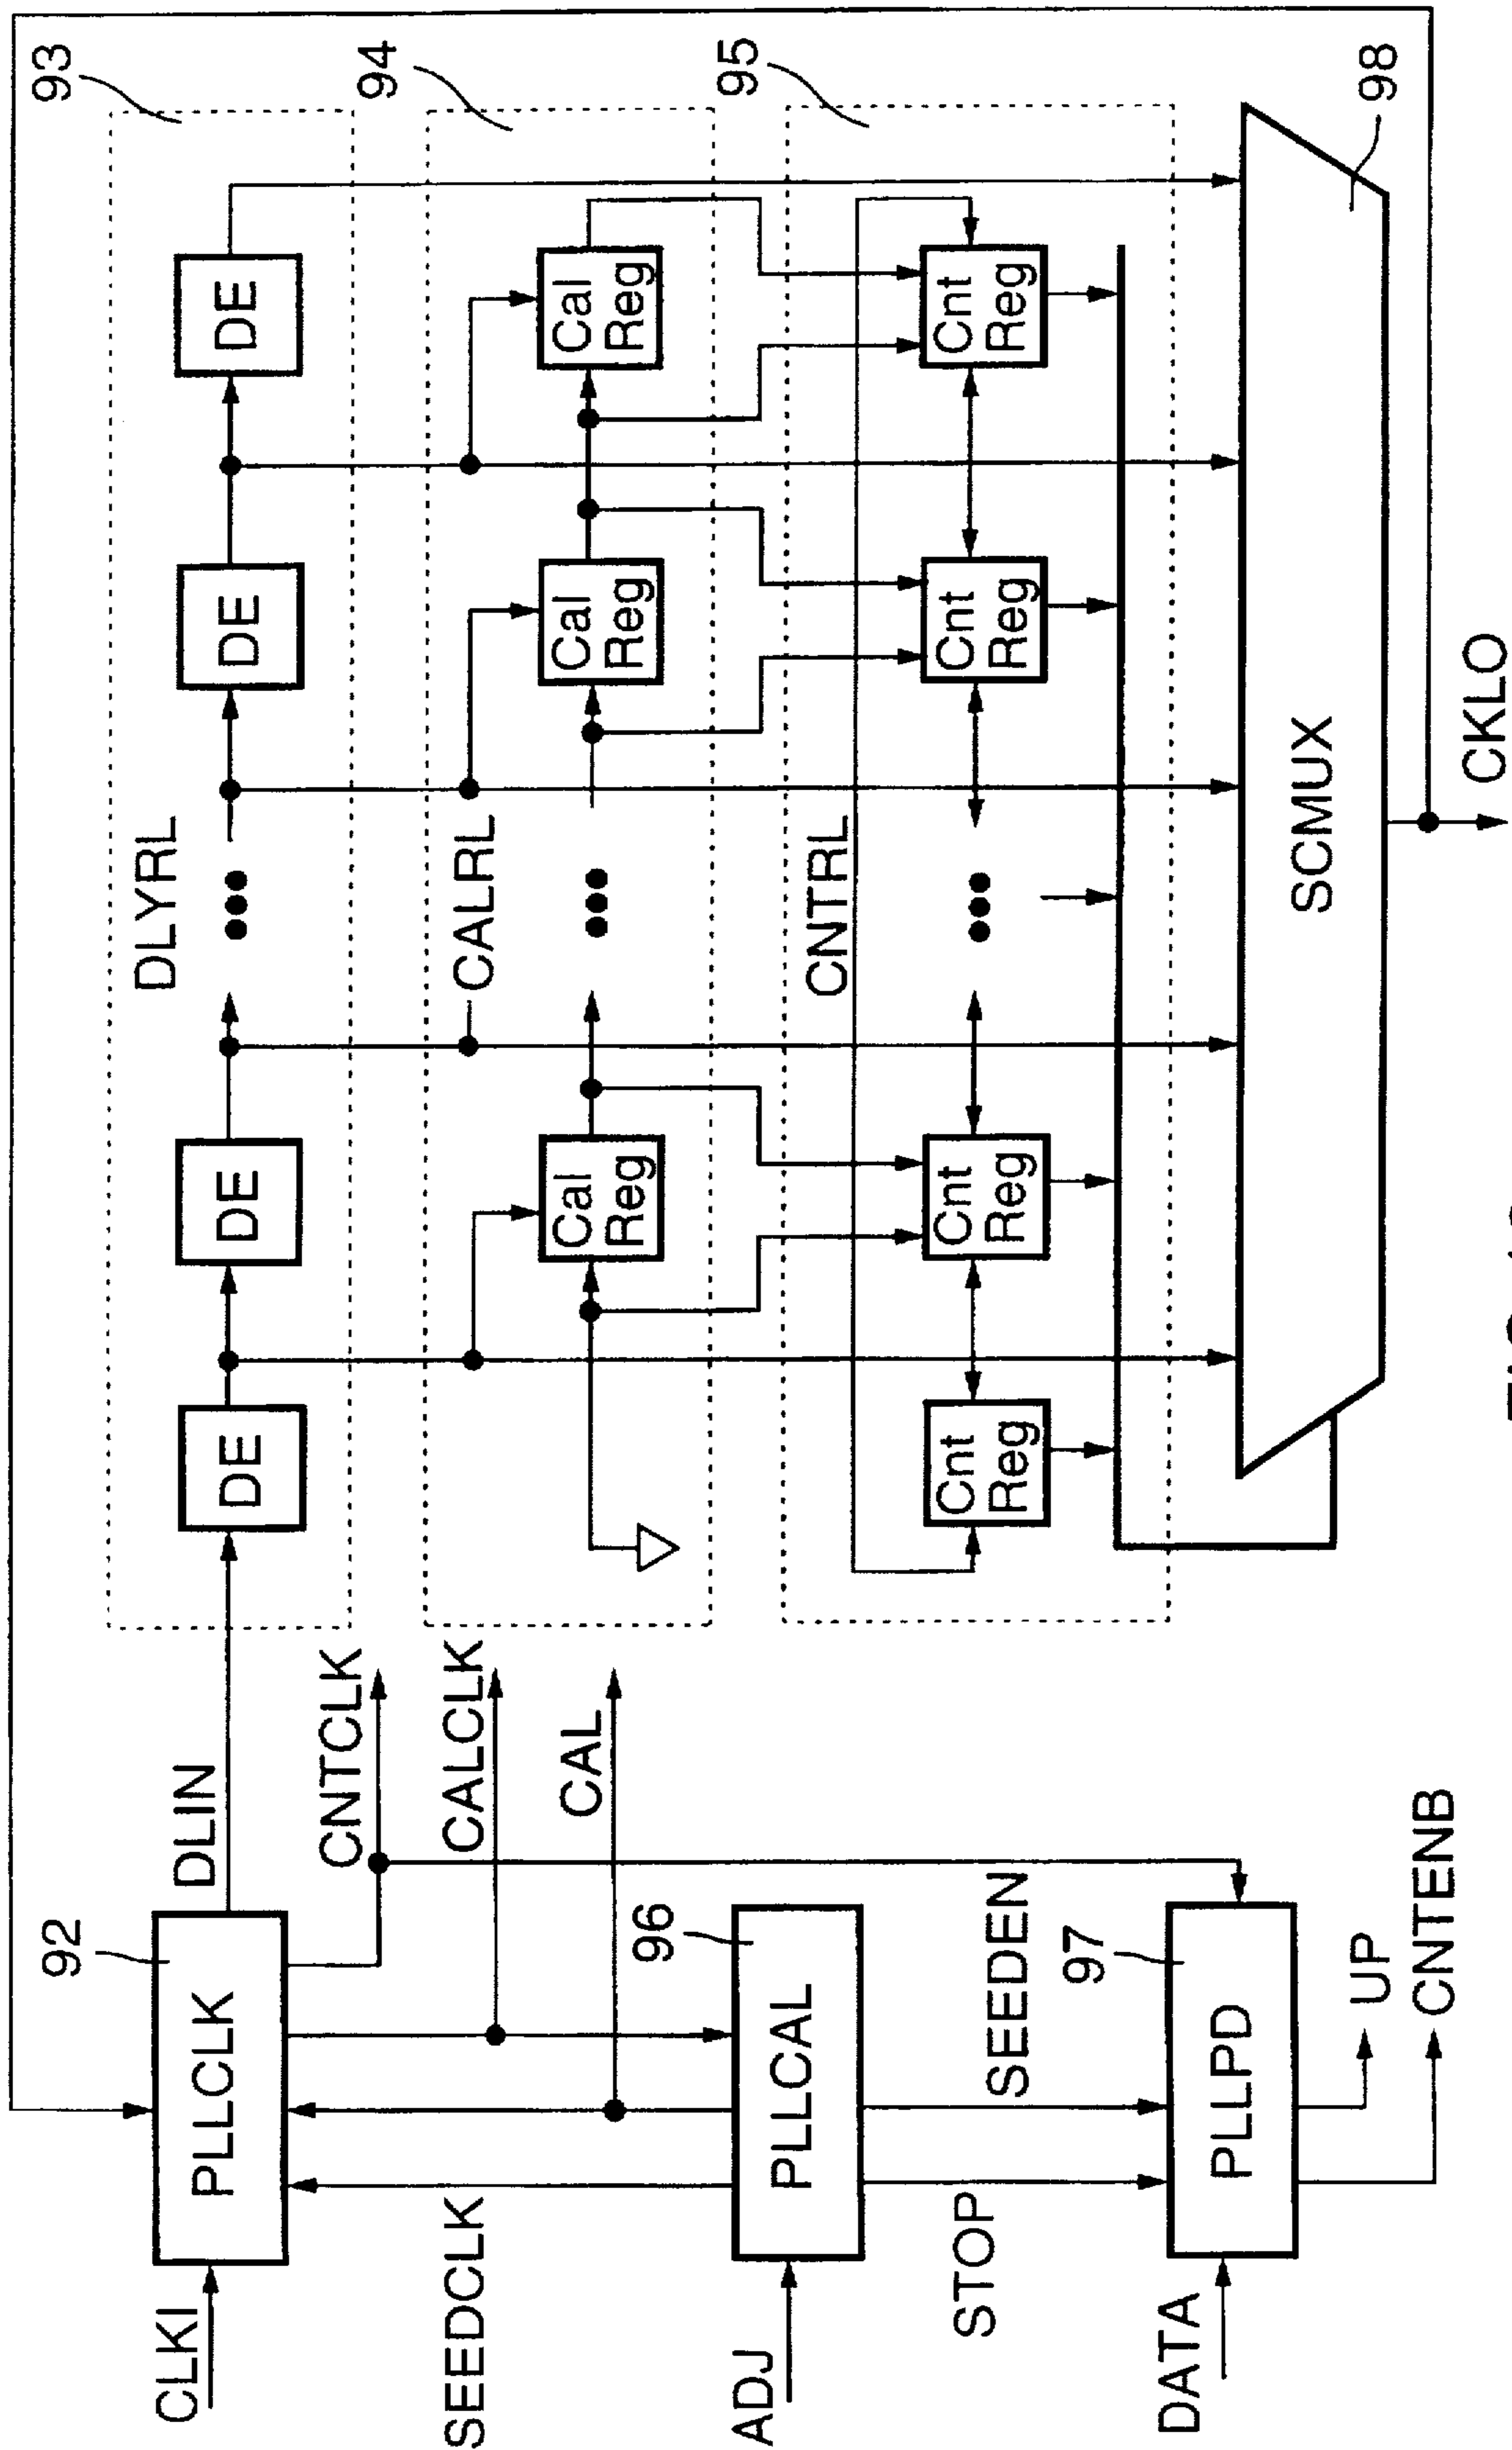 93
DLYRL
DE
DE
DE
DE
94
CALRL
Cal
Reg
Cal
Reg
Cal
Reg
95
CNTRL
Cnt
Reg
Cnt
Reg
Cnt
Reg
Cnt
Reg
SCMUX
98
CKLO
92
PLLCLK
CLKI
DLIN
CNTCLK
CALCLK
CAL
SEEDCLK
96
PLLCAL
ADJ
SEEDEN
STOP
97
PLLPD
DATA
UP
CNTENB